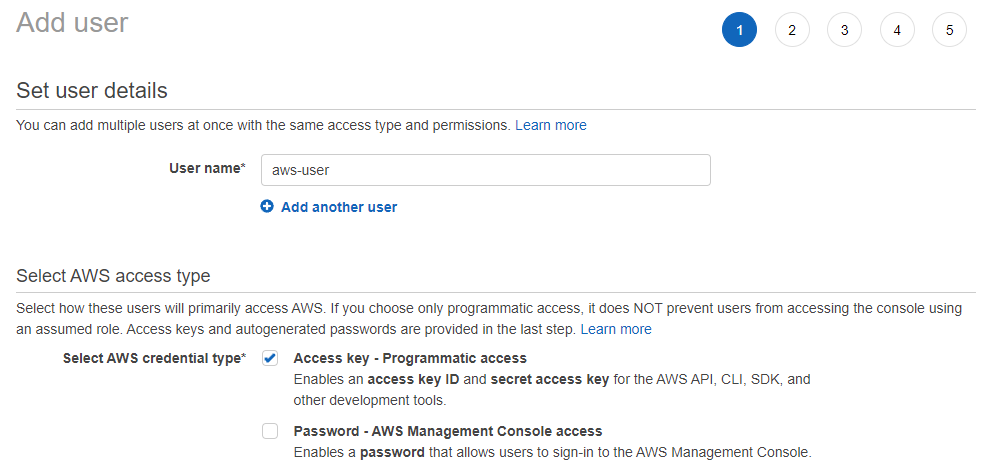 Add user
1 2 3 4 5
Set user details
You can add multiple users at once with the same access type and permissions. Learn more
User name* aws-user
Add another user
Select AWS access type
Select how these users will primarily access AWS. If you choose only programmatic access, it does NOT prevent users from accessing the console using
an assumed role. Access keys and autogenerated passwords are provided in the last step. Learn more
Select AWS credential type* Access key - Programmatic access
Enables an access key ID and secret access key for the AWS API, CLI, SDK, and
other development tools.
Password - AWS Management Console access
Enables a password that allows users to sign-in to the AWS Management Console.